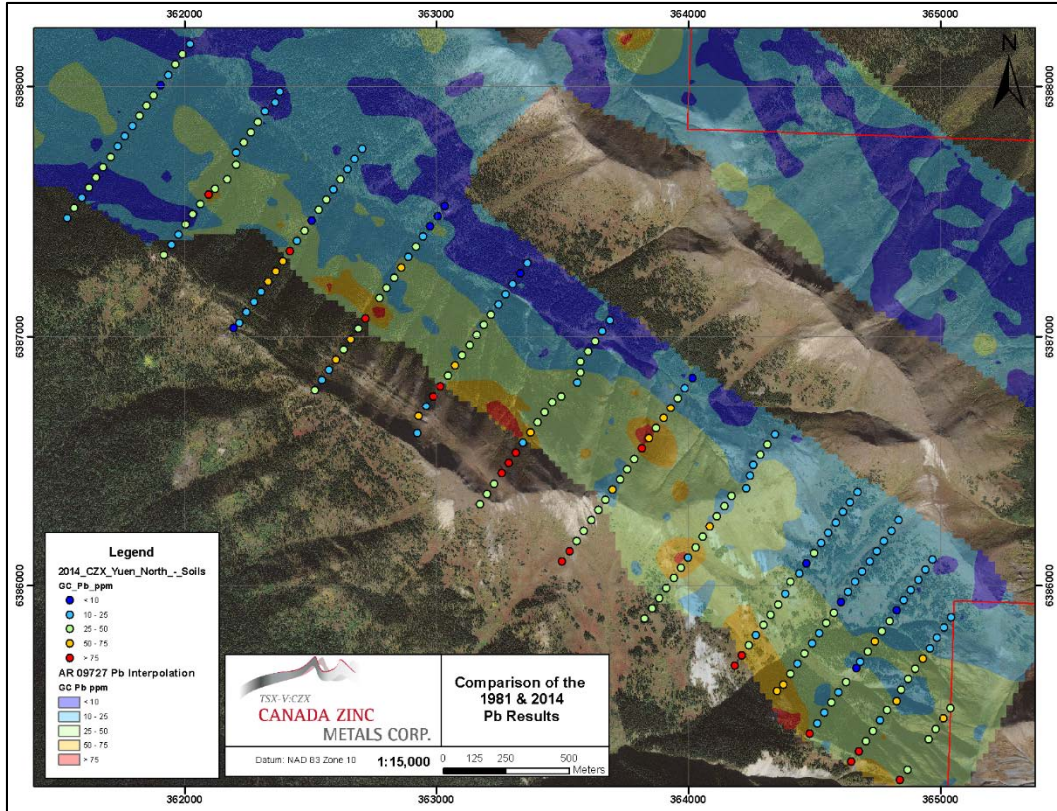 362000 363000 364000 365000
N
6388000 6388000
6387000 6387000
6386000 6386000
Legend
2014_CZX_Yuen_North_-_Soils
GC_Pb_ppm
< 10
10 - 25
25 - 50
50 - 75
> 75
AR 09727 Pb Interpolation
GC Pb ppm
< 10
10 - 25
25 - 50
50 - 75
> 75
TSX-V:CZX
CANADA ZINC
METALS CORP.
Comparison of the
1981 & 2014
Pb Results
Datum: NAD 83 Zone 10
1:15,000
0 125 250 500
Meters
362000 363000 364000 365000